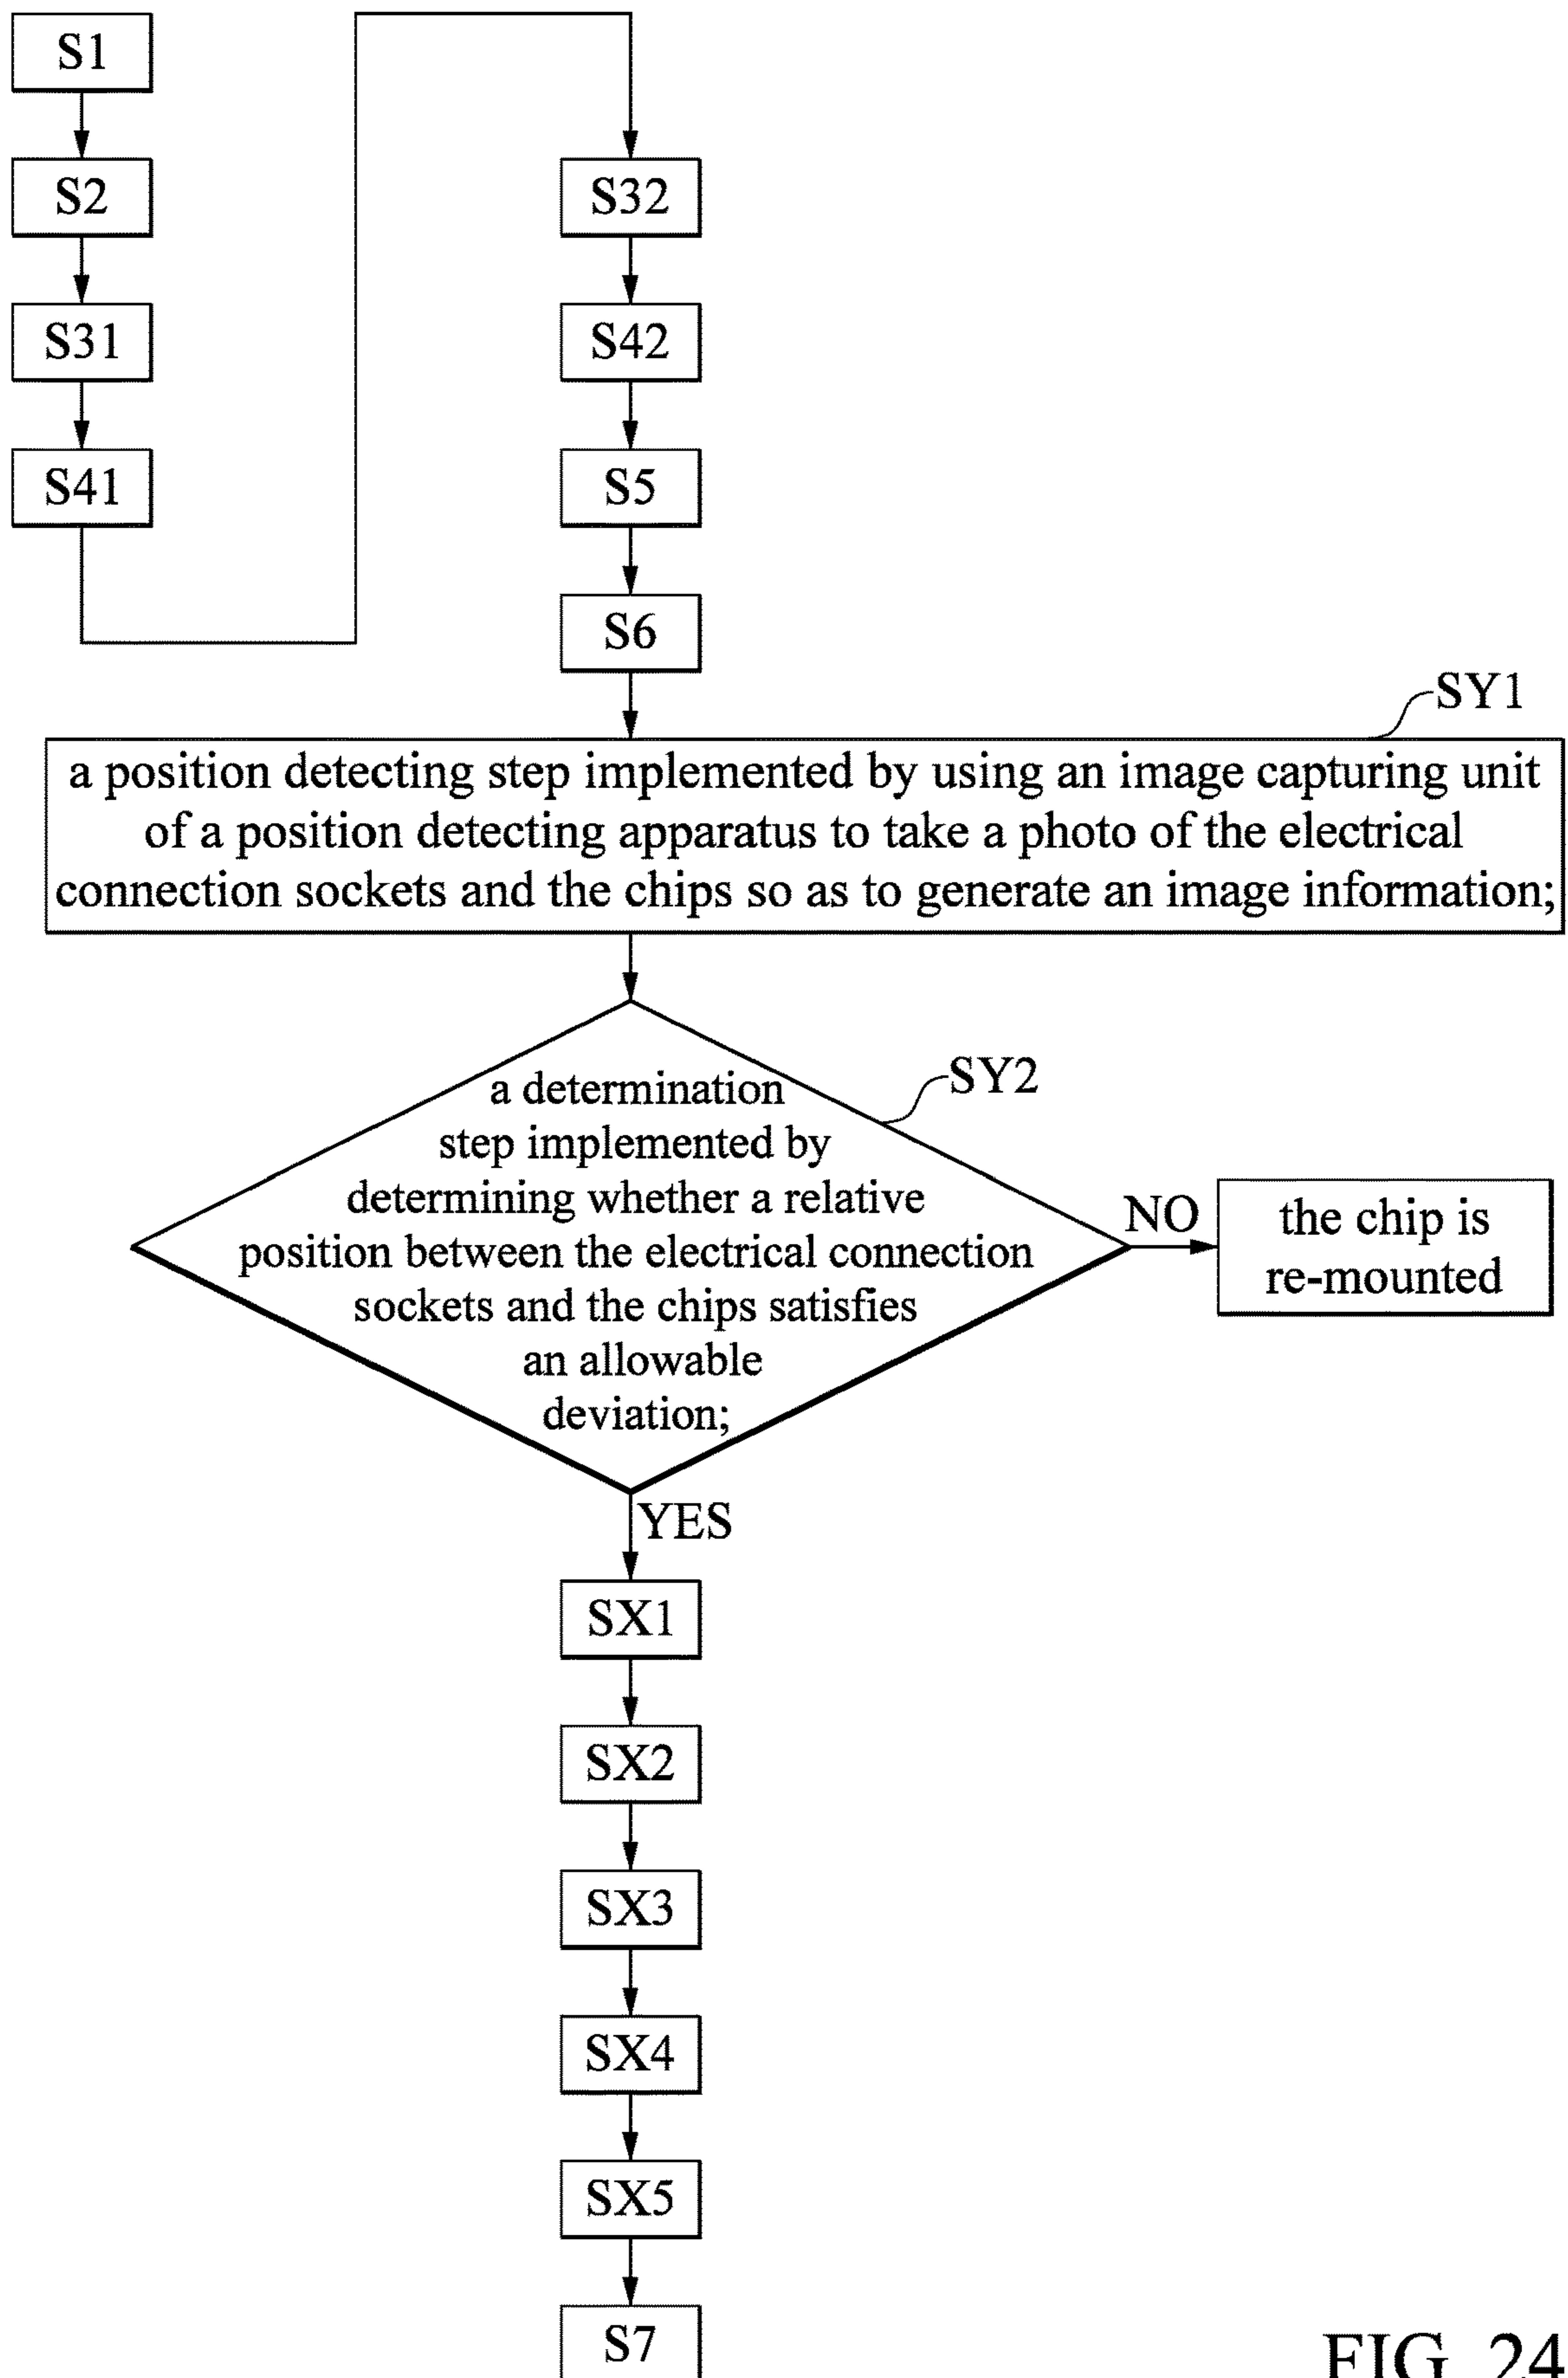 S1
S2
S31
S41
S32
S42
S5
S6
SY1
a position detecting step implemented by using an image capturing unit
of a position detecting apparatus to take a photo of the electrical
connection sockets and the chips so as to generate an image information;
SY2
a determination
step implemented by
determining whether a relative
position between the electrical connection
sockets and the chips satisfies
an allowable
deviation;
NO
the chip is
re-mounted
YES
SX1
SX2
SX3
SX4
SX5
S7
FIG. 24